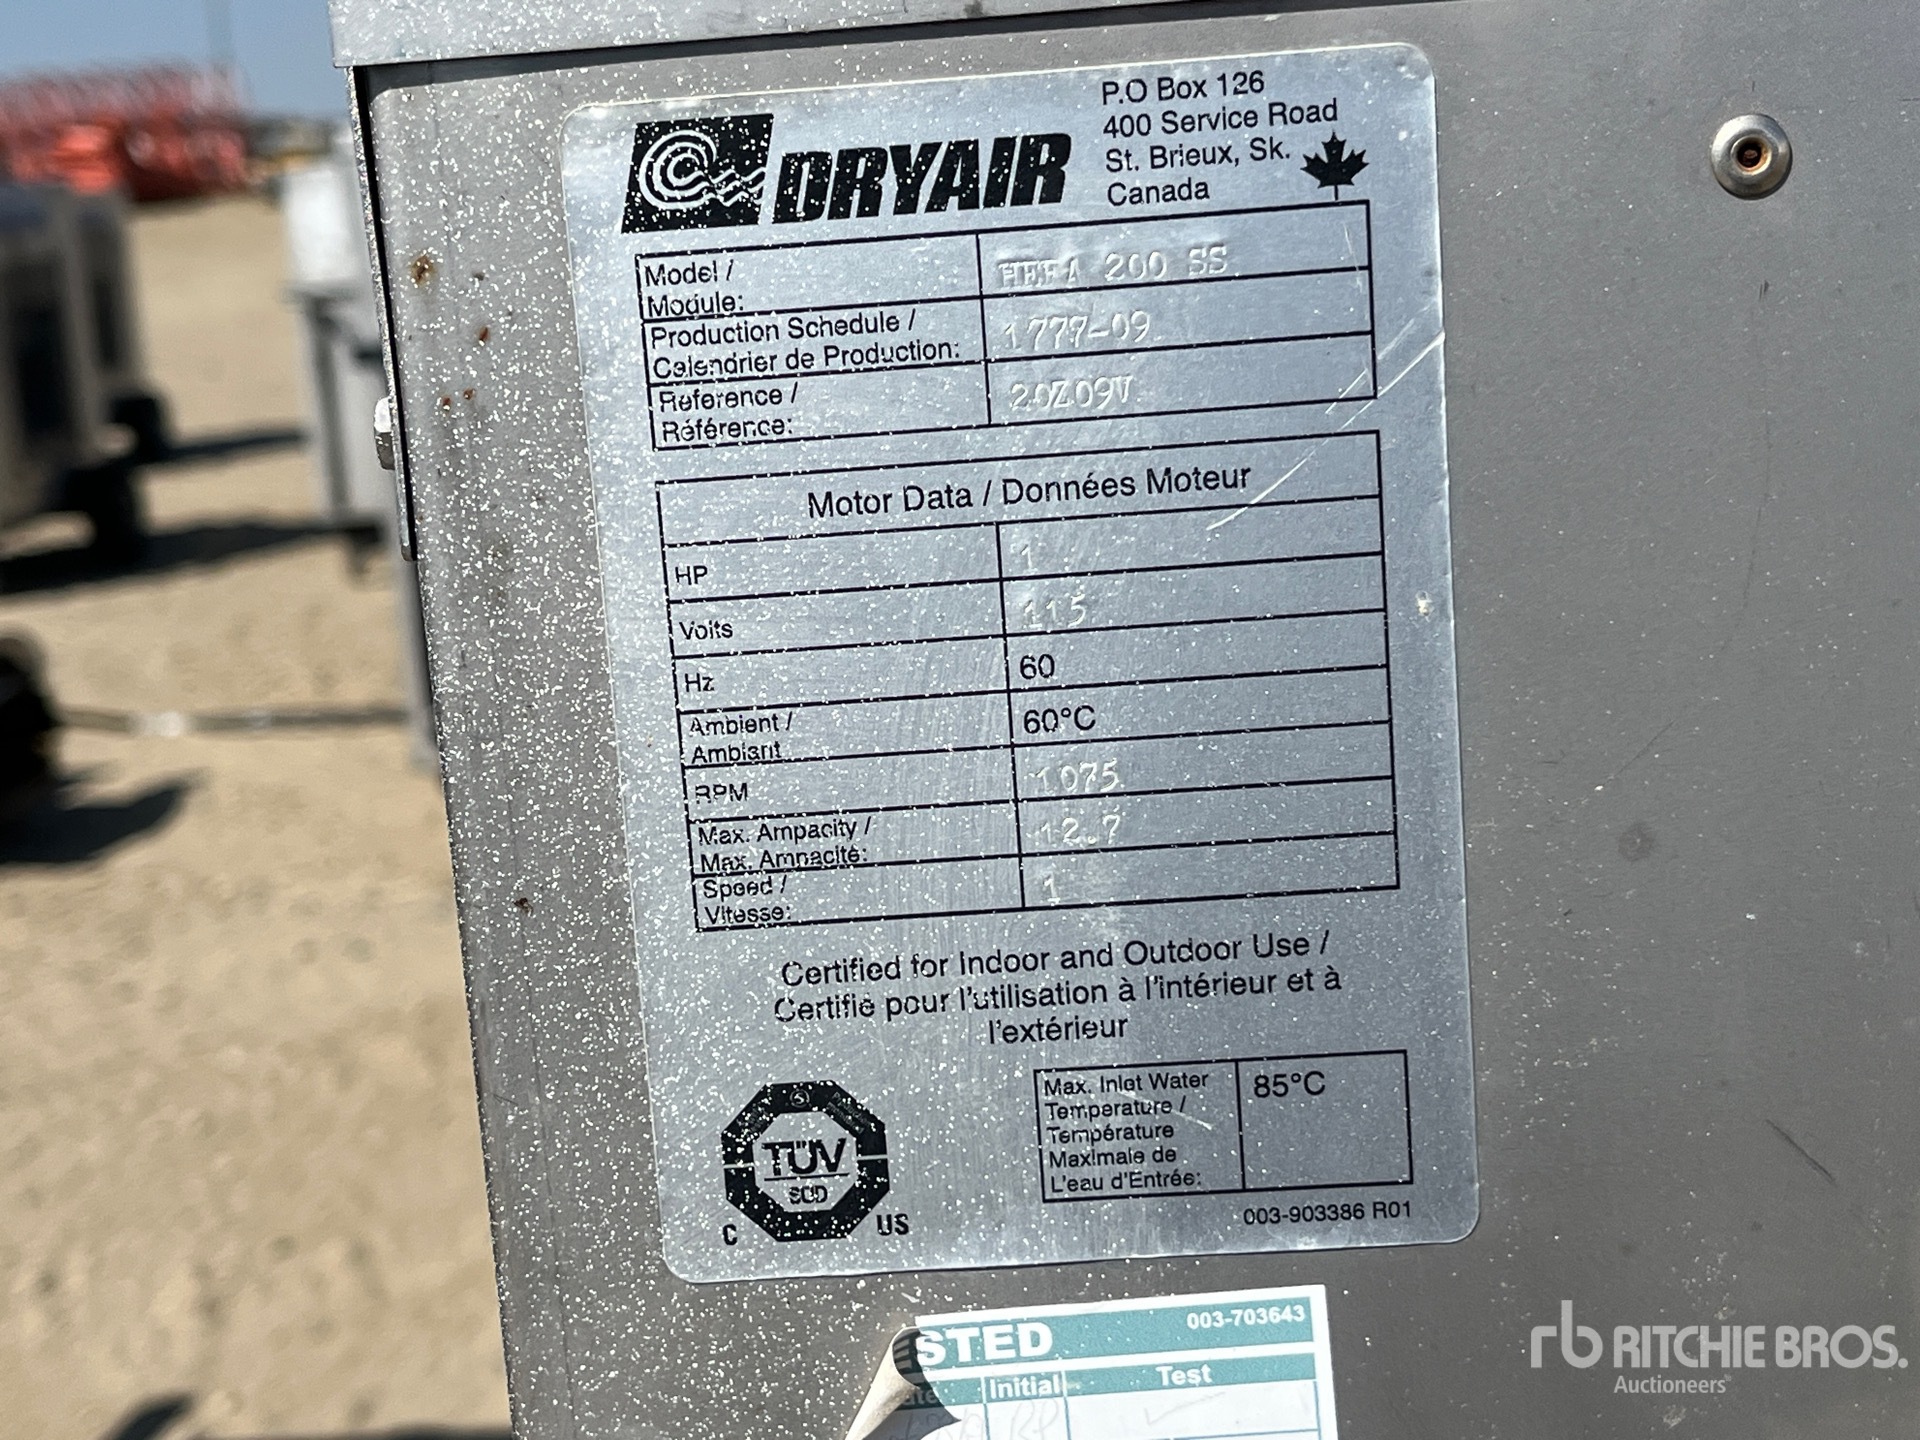 DRYAIR
P.O Box 126
400 Service Road
St. Brieux, Sk.
Canada
Model /
Module:
200 SS
Production Schedule /
Calendrier de Production:
1777-09
Reference /
Référence:
20Z09V
Motor Data / Données Moteur
HP
1
Volts
115
Hz
60
Ambient /
Ambiant
60°C
RPM
1075
Max. Ampacity /
Max. Ampacité:
12.7
Speed /
Vitesse:
1
Certified for Indoor and Outdoor Use /
Certifié pour l'utilisation à l'intérieur et à
l'extérieur
TÜV
SÜD
C US
Max. Inlet Water
Temperature /
Température
Maximale de
L'eau d'Entrée:
85°C
003-903386 R01
STED
003-703643
Initial
Test
rb RITCHIE BROS.
Auctioneers